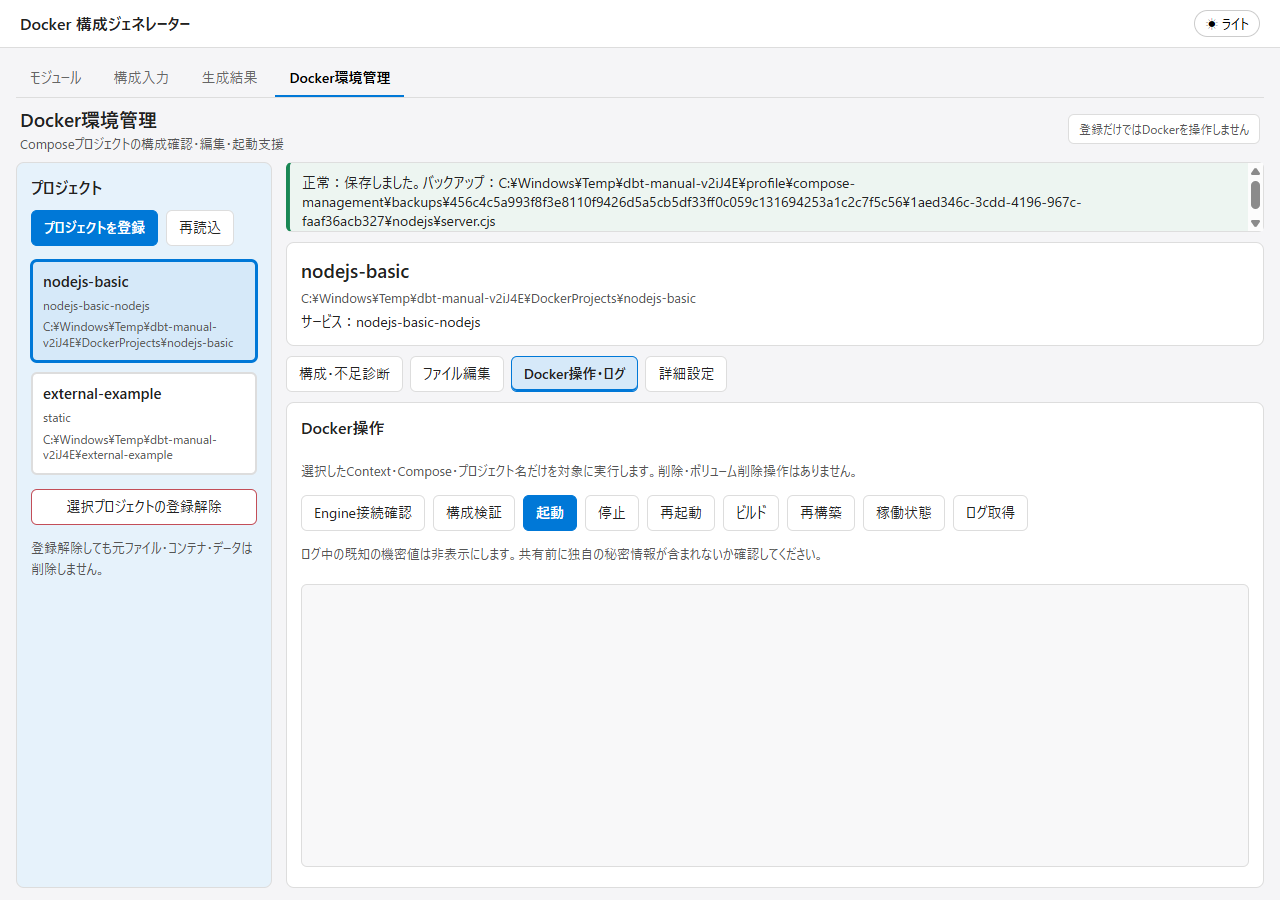 Docker 構成ジェネレーター
☀ ライト
モジュール 構成入力 生成結果 Docker環境管理
Docker環境管理
Composeプロジェクトの構成確認・編集・起動支援
登録だけではDockerを操作しません
プロジェクト
プロジェクトを登録 再読込
nodejs-basic
nodejs-basic-nodejs
C:¥Windows¥Temp¥dbt-manual-
v2iJ4E¥DockerProjects¥nodejs-basic
external-example
static
C:¥Windows¥Temp¥dbt-manual-
v2iJ4E¥external-example
選択プロジェクトの登録解除
登録解除しても元ファイル・コンテナ・データは
削除しません。
正常：保存しました。バックアップ：C:¥Windows¥Temp¥dbt-manual-v2iJ4E¥profile¥compose-
management¥backups¥456c4c5a993f8f3e8110f9426d5a5cb5df33ff0c059c131694253a1c2c7f5c56¥1aed346c-3cdd-4196-967c-
faaf36acb327¥nodejs¥server.cjs
nodejs-basic
C:¥Windows¥Temp¥dbt-manual-v2iJ4E¥DockerProjects¥nodejs-basic
サービス：nodejs-basic-nodejs
構成・不足診断 ファイル編集 Docker操作・ログ 詳細設定
Docker操作
選択したContext・Compose・プロジェクト名だけを対象に実行します。削除・ボリューム削除操作はありません。
Engine接続確認 構成検証 起動 停止 再起動 ビルド 再構築 稼働状態 ログ取得
ログ中の既知の機密値は非表示にします。共有前に独自の秘密情報が含まれないか確認してください。